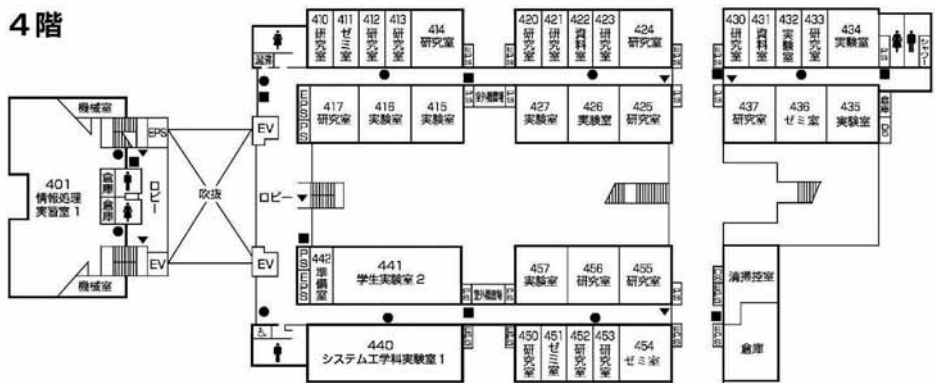 4階
410 研究室
411 ゼミ室
412 研究室
413 研究室
414 研究室
420 研究室
421 研究室
422 資料室
423 研究室
424 研究室
430 研究室
431 資料室
432 実験室
433 研究室
434 実験室
シャワー
417 研究室
416 実験室
415 実験室
427 実験室
426 実験室
425 研究室
437 研究室
436 ゼミ室
435 実験室
倉庫
EPS
PS
機械室
EPS
EV
401
情報処理
実習室1
倉庫
倉庫
ロビー
吹抜
ロビー
機械室
EV
EV
PS
EPS
442 準備室
441
学生実験室2
457 実験室
456 研究室
455 研究室
清掃控室
倉庫
440
システム工学科実験室1
450 研究室
451 ゼミ室
452 研究室
453 研究室
454 ゼミ室